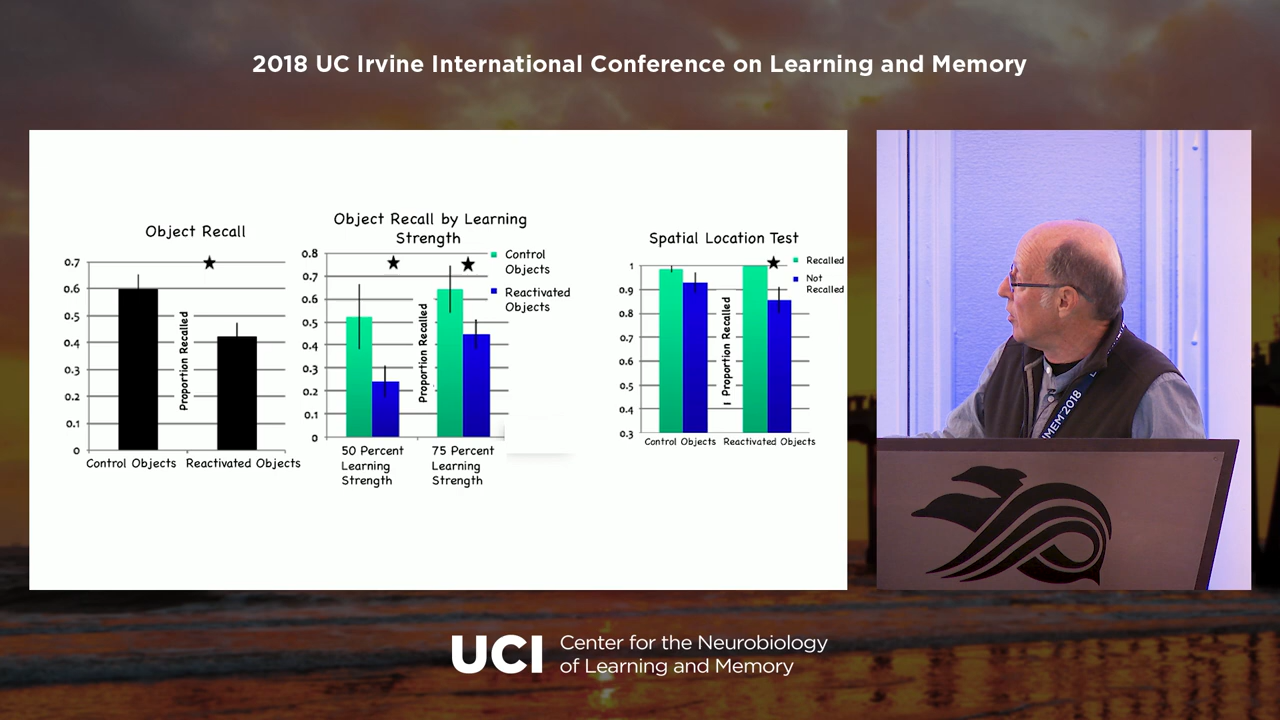 2018 UC Irvine International Conference on Learning and Memory
Object Recall
0.7
0.6
0.5
0.4
0.3
0.2
0.1
0
Proportion Recalled
Control Objects
Reactivated Objects
Object Recall by Learning
Strength
0.8
0.7
0.6
0.5
0.4
0.3
0.2
0.1
0
Proportion Recalled
Control
Objects
Reactivated
Objects
50 Percent
Learning
Strength
75 Percent
Learning
Strength
Spatial Location Test
1
0.9
0.8
0.7
0.6
0.5
0.4
0.3
Proportion Recalled
Recalled
Not
Recalled
Control Objects
Reactivated Objects
MEM 2018
UCI
Center for the Neurobiology
of Learning and Memory